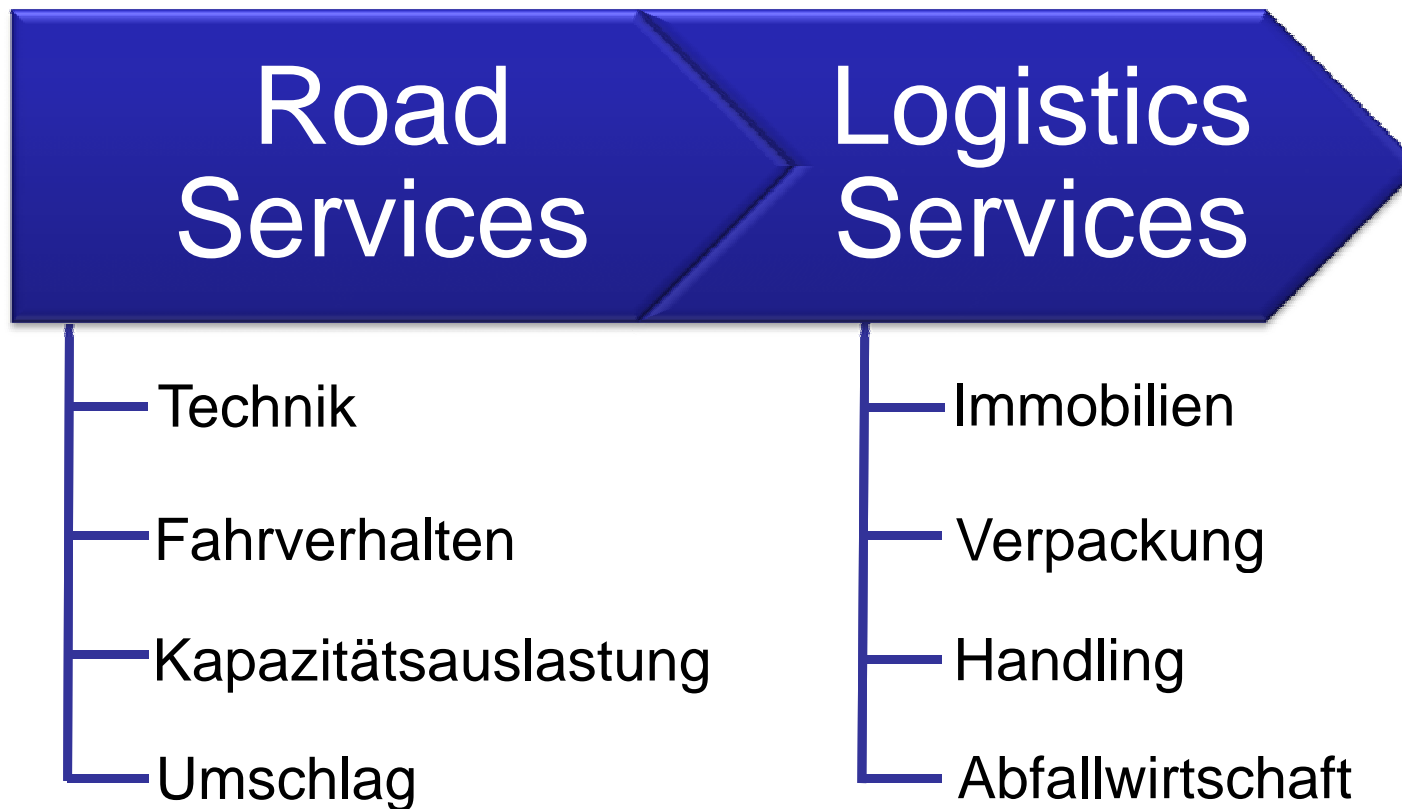 Road
Services
Logistics
Services
Technik
Fahrverhalten
Kapazitätsauslastung
Umschlag
Immobilien
Verpackung
Handling
Abfallwirtschaft